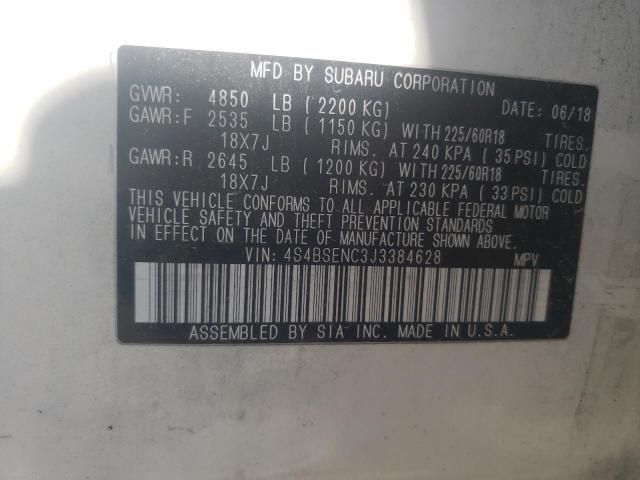 MFD BY SUBARU CORPORATION
GVWR: 4850 LB (2200 KG) DATE: 06/18
GAWR:F 2535 LB (1150 KG) WITH 225/60R18 TIRES.
18X7J RIMS. AT 240 KPA (35 PSI) COLD
GAWR:R 2645 LB (1200 KG) WITH 225/60R18 TIRES.
18X7J RIMS. AT 230 KPA (33 PSI) COLD
THIS VEHICLE CONFORMS TO ALL APPLICABLE FEDERAL MOTOR
VEHICLE SAFETY AND THEFT PREVENTION STANDARDS
IN EFFECT ON THE DATE OF MANUFACTURE SHOWN ABOVE.
VIN: 4S4BSENC3J3384628 MPV
ASSEMBLED BY SIA INC. MADE IN U.S.A.